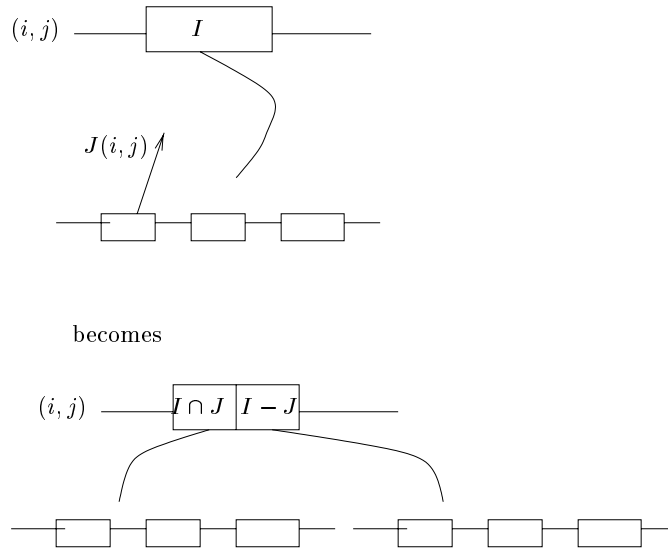 (i, j) I
J(i, j)
becomes
(i, j) I ∩ J I − J